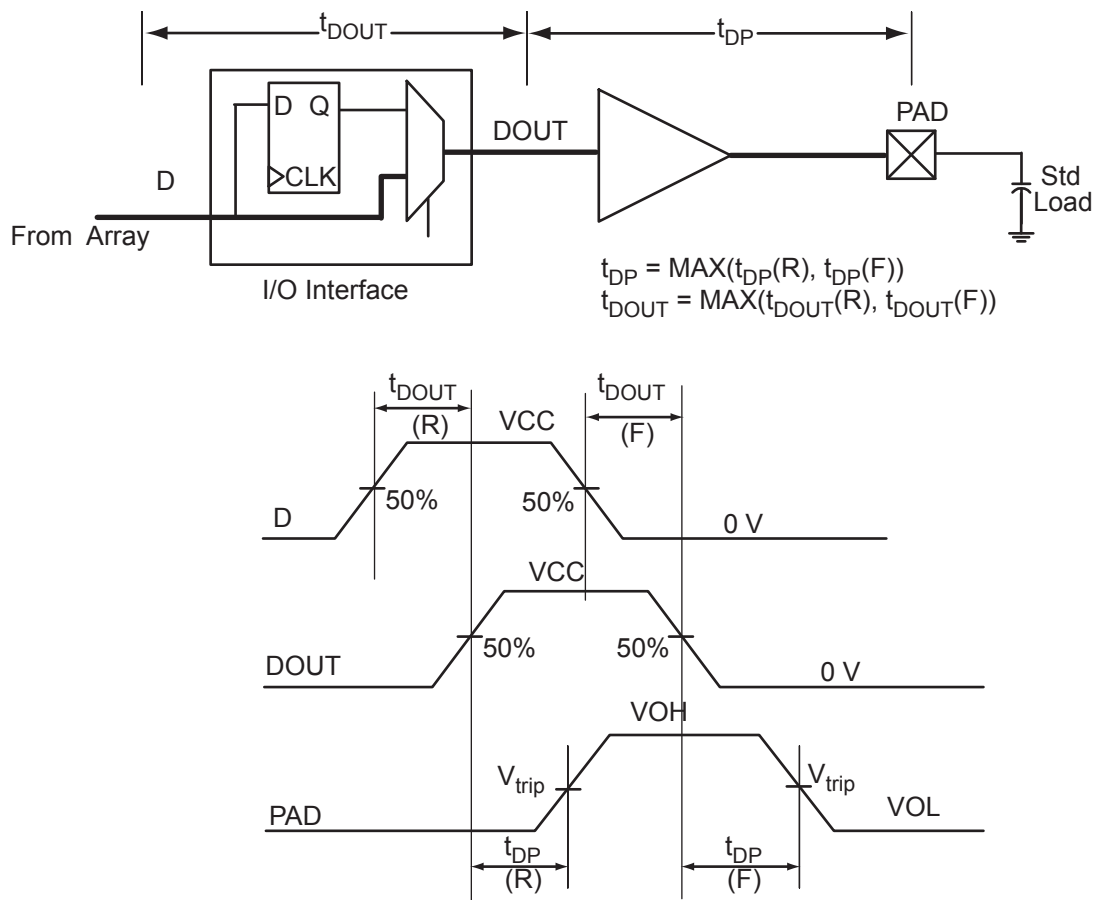 tDOUT
tDP
D Q
CLK
DOUT
PAD
D
From Array
Std
Load
I/O Interface
tDP = MAX(tDP(R), tDP(F))
tDOUT = MAX(tDOUT(R), tDOUT(F))
tDOUT
(R)
VCC
tDOUT
(F)
50%
50%
D
0 V
VCC
50%
50%
DOUT
0 V
VOH
Vtrip
Vtrip
PAD
VOL
tDP
(R)
tDP
(F)